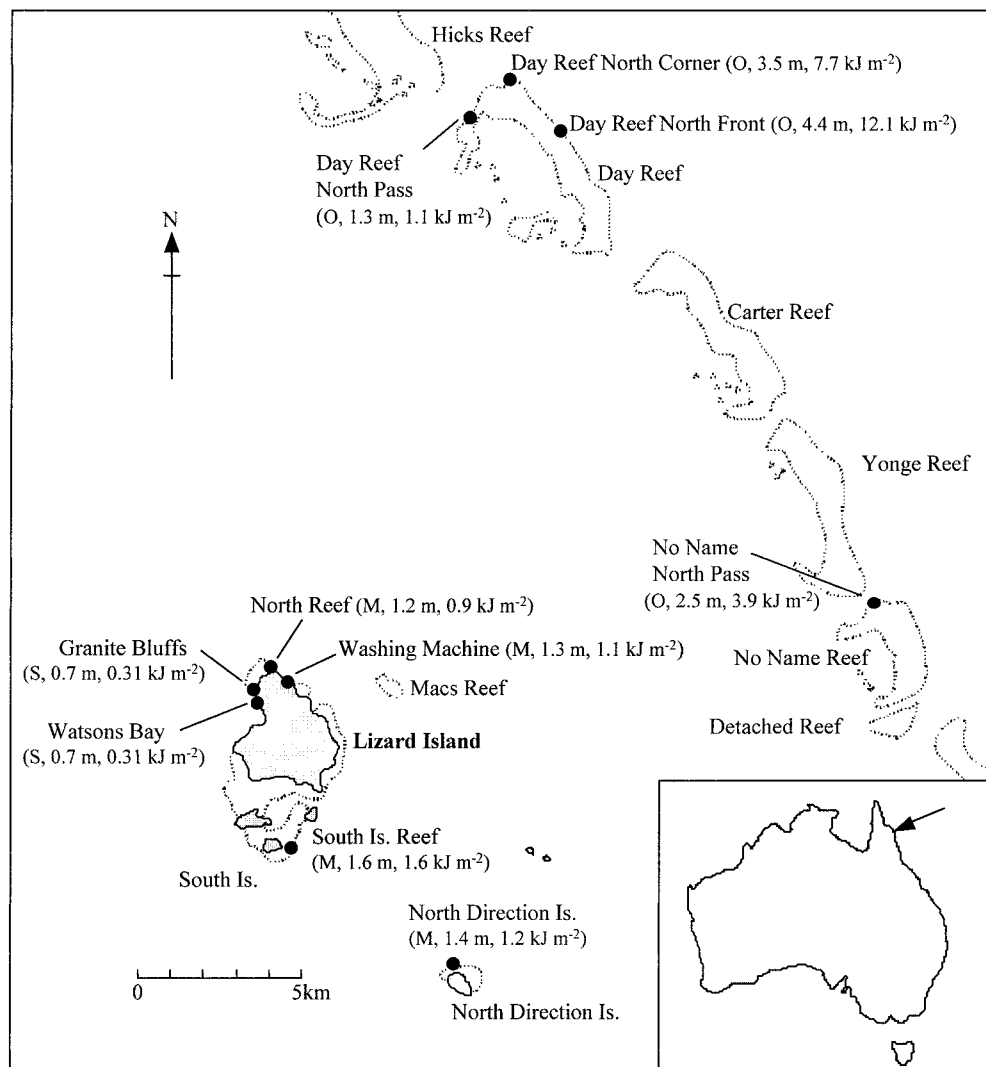 Hicks Reef
Day Reef North Corner (O, 3.5 m, 7.7 kJ m⁻²)
Day Reef North Front (O, 4.4 m, 12.1 kJ m⁻²)
Day Reef
North Pass
(O, 1.3 m, 1.1 kJ m⁻²)
Day Reef
N
Carter Reef
Yonge Reef
No Name
North Pass
(O, 2.5 m, 3.9 kJ m⁻²)
North Reef (M, 1.2 m, 0.9 kJ m⁻²)
Granite Bluffs
(S, 0.7 m, 0.31 kJ m⁻²)
Washing Machine (M, 1.3 m, 1.1 kJ m⁻²)
No Name Reef
Macs Reef
Watsons Bay
(S, 0.7 m, 0.31 kJ m⁻²)
Detached Reef
Lizard Island
South Is. Reef
(M, 1.6 m, 1.6 kJ m⁻²)
South Is.
North Direction Is.
(M, 1.4 m, 1.2 kJ m⁻²)
0 5km
North Direction Is.